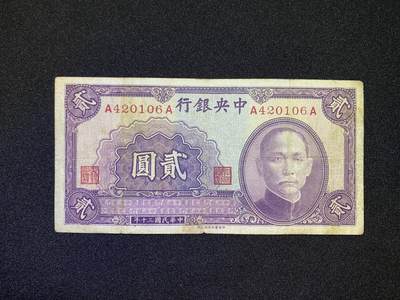 貳 貳
中央銀行
A420106A A420106A
貳圓
貳 貳
中華民國三十年